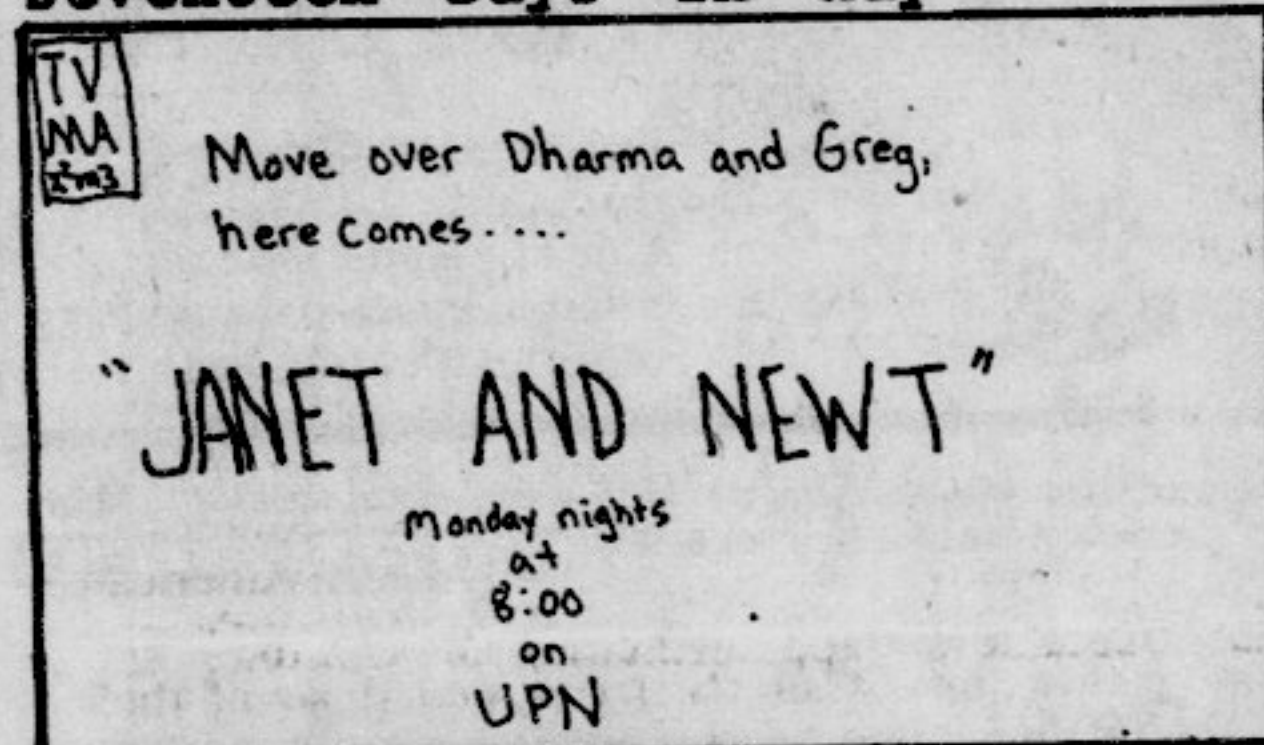 TV
MA
Move over Dharma and Greg,
here comes.....
"JANET AND NEWT"
Monday nights
at
8:00
on
UPN